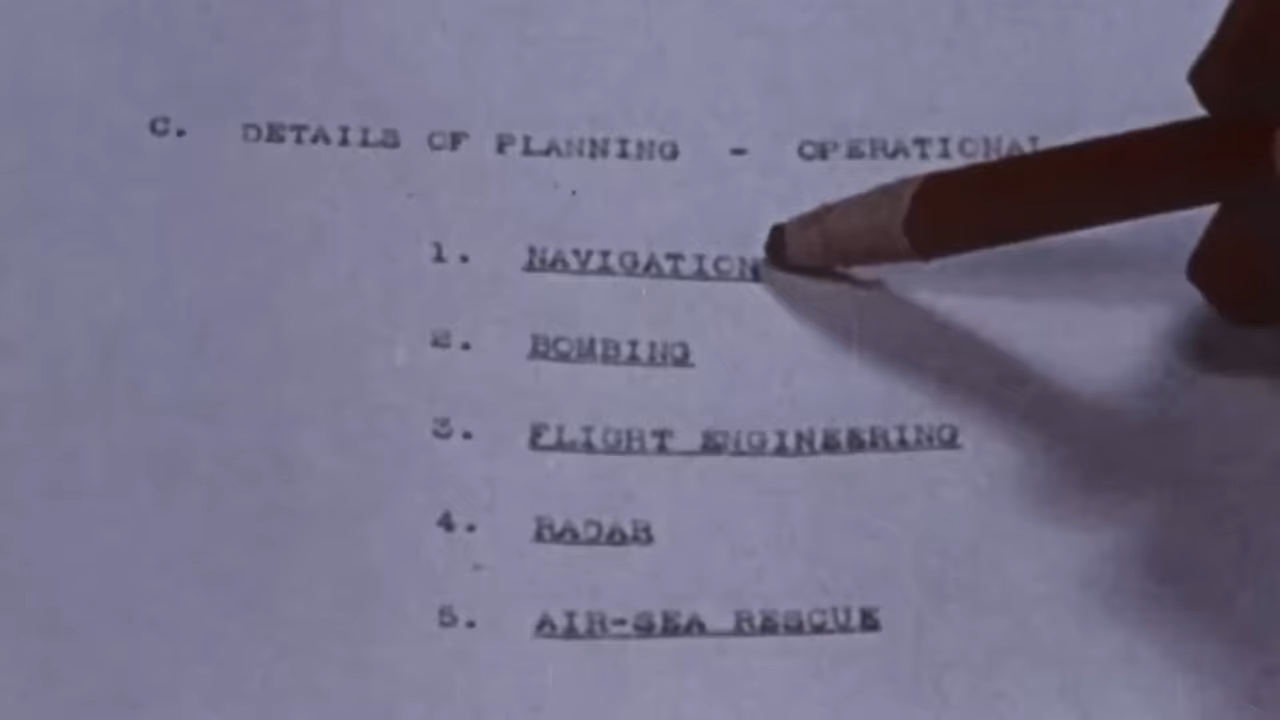 C. DETAILS OF PLANNING - OPERATIONAL
1. NAVIGATION
2. BOMBING
3. FLIGHT ENGINEERING
4. RADAR
5. AIR-SEA RESCUE